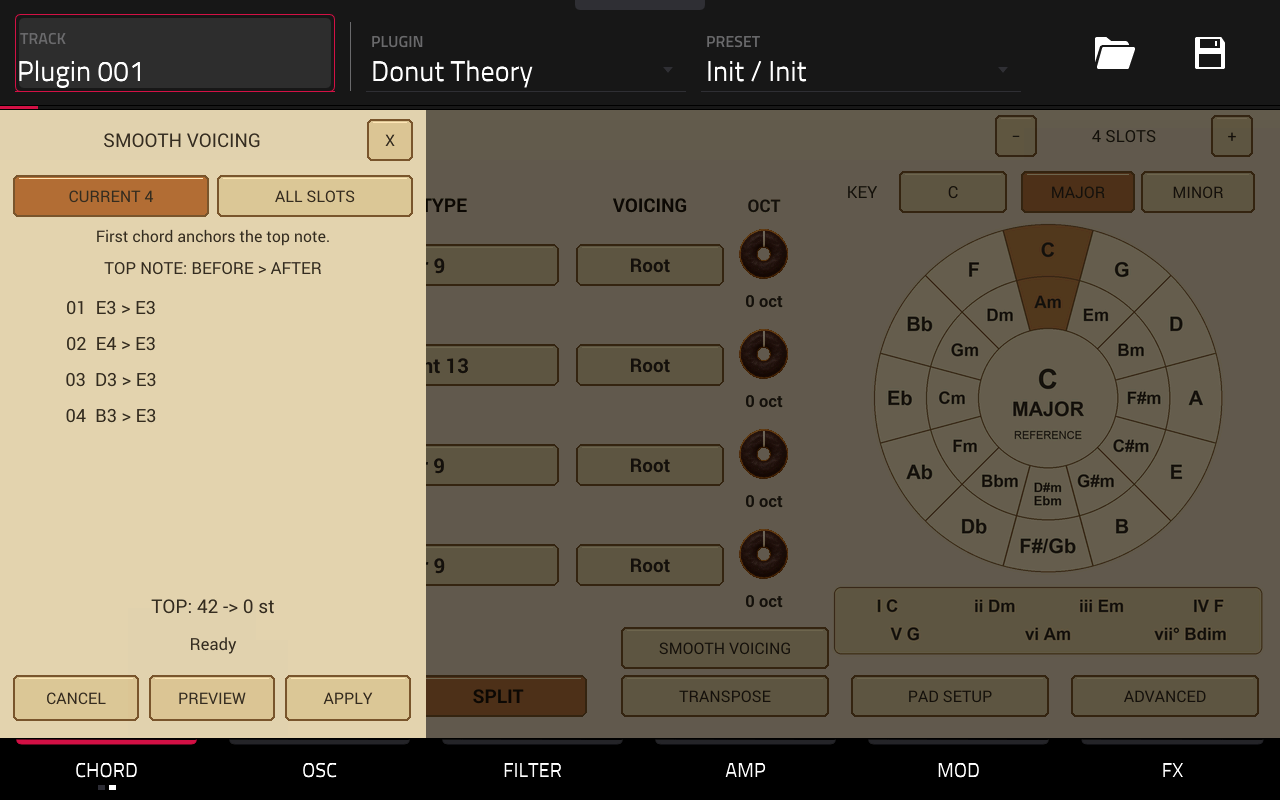 TRACK
Plugin 001
PLUGIN
Donut Theory
PRESET
Init / Init
SMOOTH VOICING
X
CURRENT 4
ALL SLOTS
First chord anchors the top note.
TOP NOTE: BEFORE > AFTER
01 E3 > E3
02 E4 > E3
03 D3 > E3
04 B3 > E3
TOP: 42 -> 0 st
Ready
CANCEL
PREVIEW
APPLY
−
4 SLOTS
+
TYPE
VOICING
OCT
9
Root
0 oct
13
Root
0 oct
9
Root
0 oct
9
Root
0 oct
KEY
C
MAJOR
MINOR
C
G
D
A
E
B
F#/Gb
Db
Ab
Eb
Bb
F
Am
Em
Bm
F#m
C#m
G#m
D#m
Ebm
Bbm
Fm
Cm
Gm
Dm
C
MAJOR
REFERENCE
I C ii Dm iii Em IV F
V G vi Am vii° Bdim
SMOOTH VOICING
SPLIT
TRANSPOSE
PAD SETUP
ADVANCED
CHORD
OSC
FILTER
AMP
MOD
FX